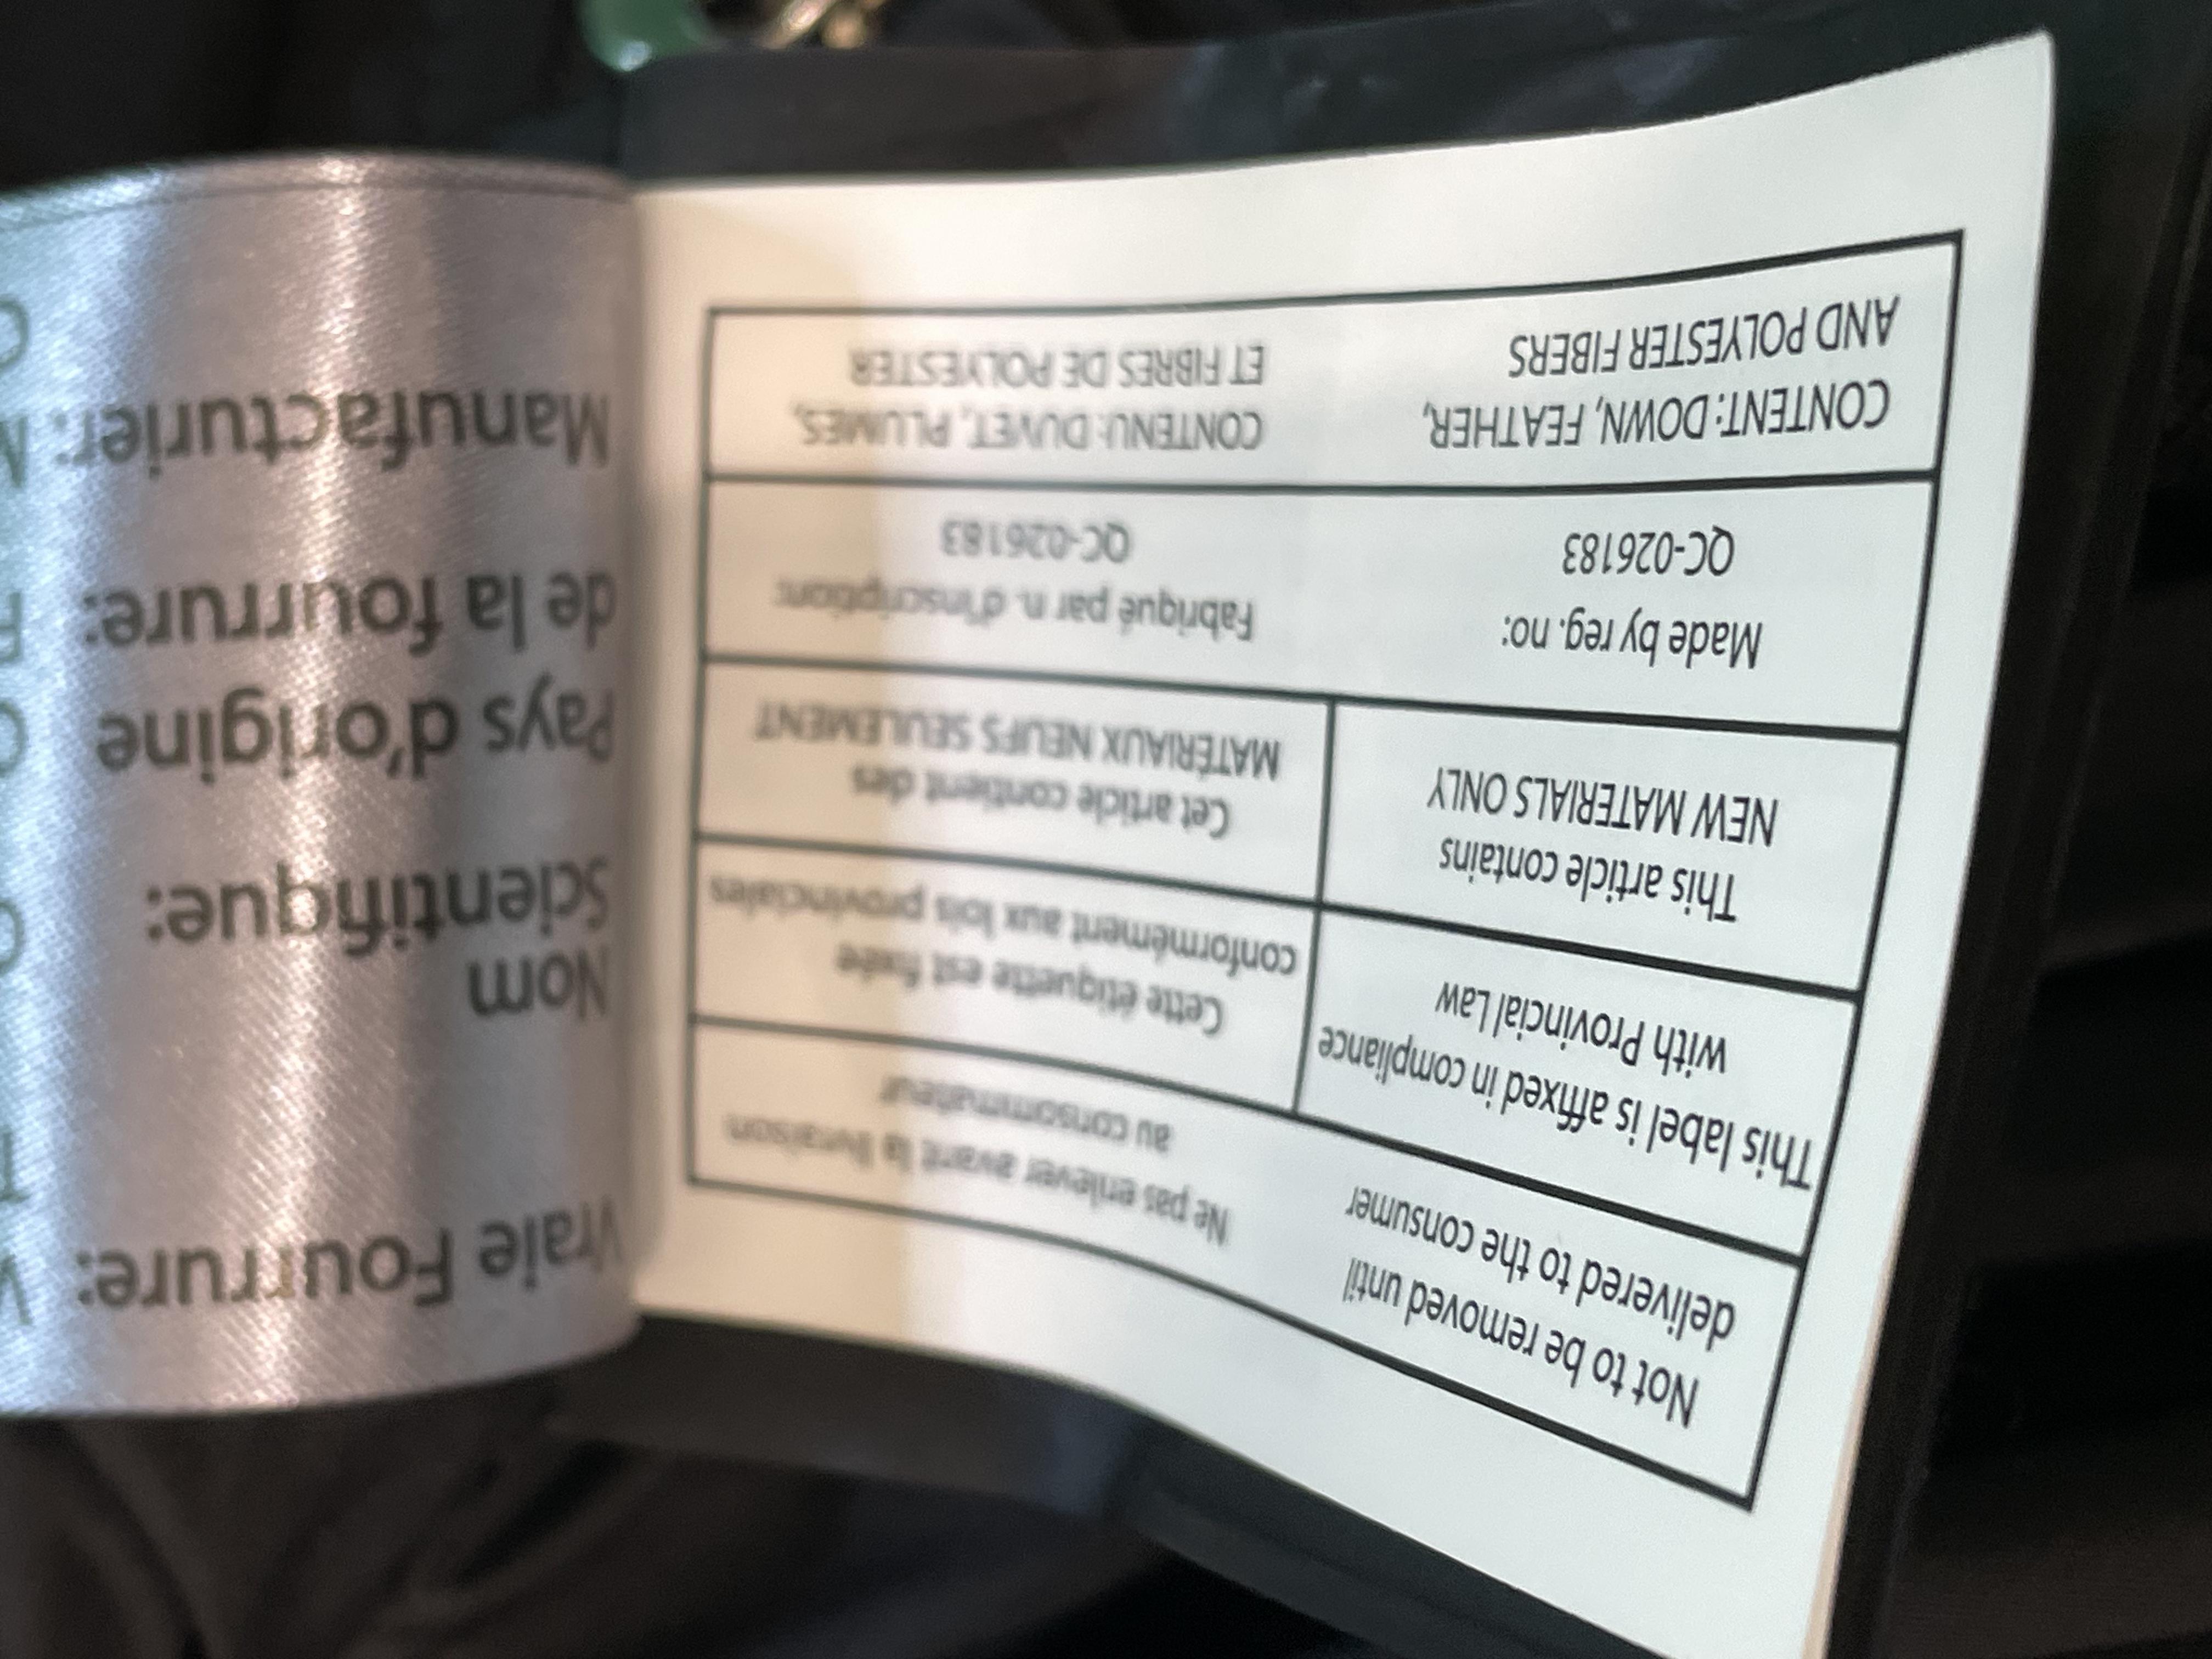 Not to be removed until
delivered to the consumer
Ne pas enlever avant la livraison
au consommateur
This label is affixed in compliance
with Provincial Law
Cette étiquette est fixée
conformément aux lois provinciales
This article contains
NEW MATERIALS ONLY
Cet article contient des
MATÉRIAUX NEUFS SEULEMENT
Made by reg. no:
QC-026183
Fabriqué par n. d'inscription:
QC-026183
CONTENT: DOWN, FEATHER,
AND POLYESTER FIBERS
CONTENU: DUVET, PLUMES,
ET FIBRES DE POLYESTER
Vraie Fourrure:
Nom
Scientifique:
Pays d'origine
de la fourrure:
Manufacturier: